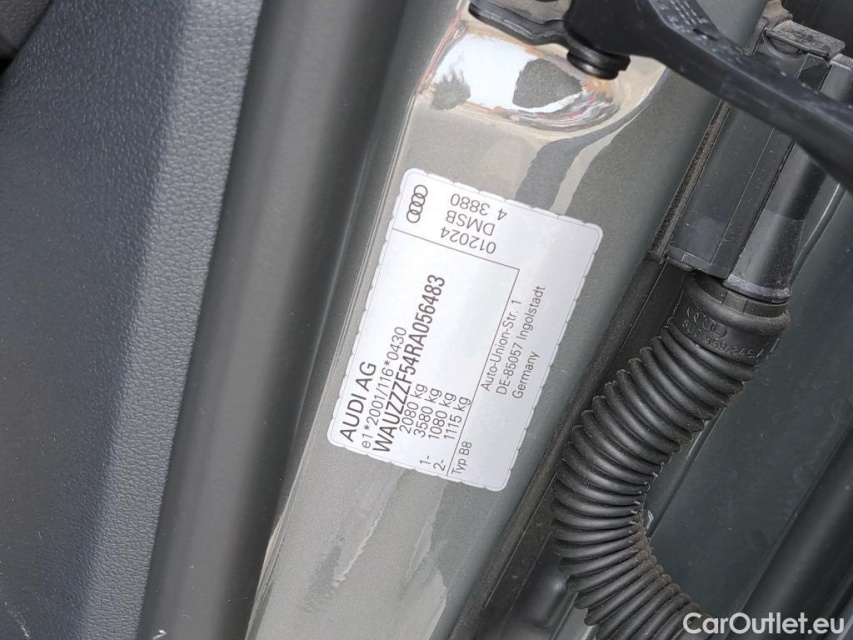 AUDI AG
e1*2001/116*0430
WAUZZZF54RA056483
2080 kg
3580 kg
1- 1080 kg
2- 1115 kg
Typ B8
Auto-Union-Str. 1
DE-85057 Ingolstadt
Germany
012024
DMSB
4 3880
CarOutlet.eu